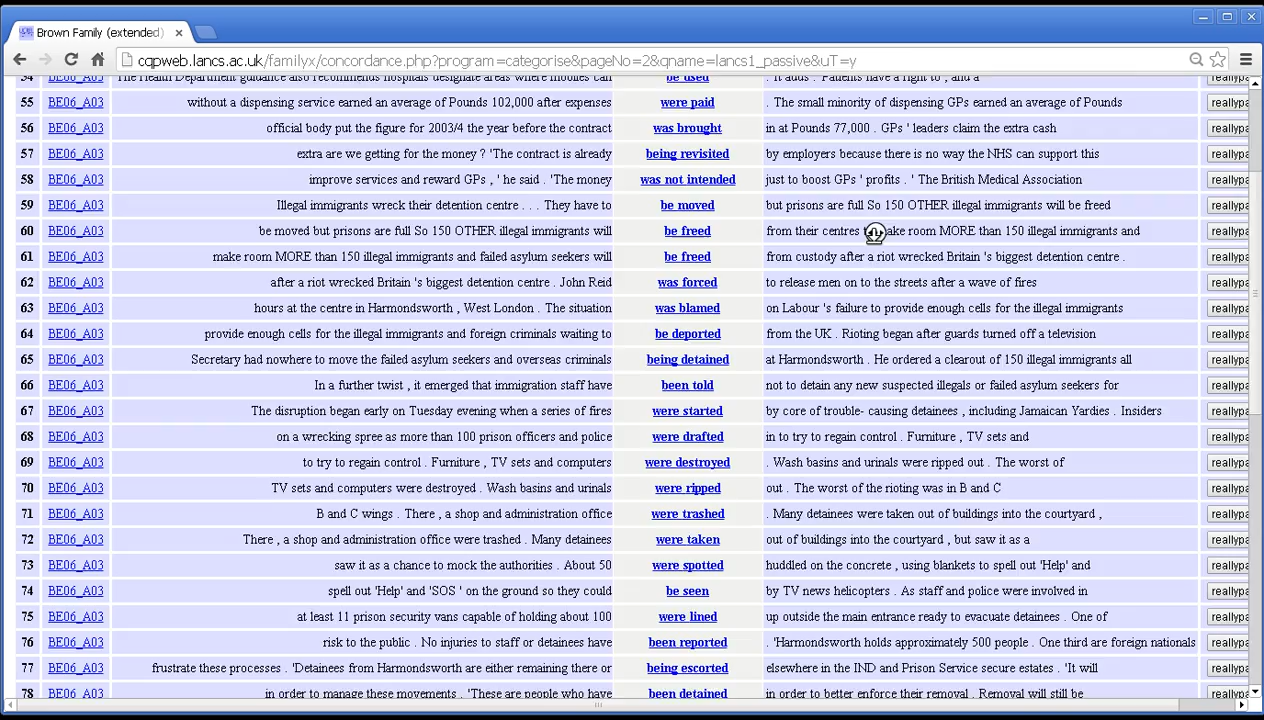 Brown Family (extended)
cqpweb.lancs.ac.uk/familyx/concordance.php?program=categorise&pageNo=2&qname=lancs1_passive&uT=y
54 BE06_A03 The Health Department guidance also recommends hospitals designate areas where mobiles can be used . It adds : 'Patients have a right to , and a
55 BE06_A03 without a dispensing service earned an average of Pounds 102,000 after expenses were paid . The small minority of dispensing GPs earned an average of Pounds
56 BE06_A03 official body put the figure for 2003/4 the year before the contract was brought in at Pounds 77,000 . GPs ' leaders claim the extra cash
57 BE06_A03 extra are we getting for the money ? 'The contract is already being revisited by employers because there is no way the NHS can support this
58 BE06_A03 improve services and reward GPs , ' he said . 'The money was not intended just to boost GPs ' profits . ' The British Medical Association
59 BE06_A03 Illegal immigrants wreck their detention centre . . . They have to be moved but prisons are full So 150 OTHER illegal immigrants will be freed
60 BE06_A03 be moved but prisons are full So 150 OTHER illegal immigrants will be freed from their centres ake room MORE than 150 illegal immigrants and
61 BE06_A03 make room MORE than 150 illegal immigrants and failed asylum seekers will be freed from custody after a riot wrecked Britain 's biggest detention centre .
62 BE06_A03 after a riot wrecked Britain 's biggest detention centre . John Reid was forced to release men on to the streets after a wave of fires
63 BE06_A03 hours at the centre in Harmondsworth , West London . The situation was blamed on Labour 's failure to provide enough cells for the illegal immigrants
64 BE06_A03 provide enough cells for the illegal immigrants and foreign criminals waiting to be deported from the UK . Rioting began after guards turned off a television
65 BE06_A03 Secretary had nowhere to move the failed asylum seekers and overseas criminals being detained at Harmondsworth . He ordered a clearout of 150 illegal immigrants all
66 BE06_A03 In a further twist , it emerged that immigration staff have been told not to detain any new suspected illegals or failed asylum seekers for
67 BE06_A03 The disruption began early on Tuesday evening when a series of fires were started by core of trouble- causing detainees , including Jamaican Yardies . Insiders
68 BE06_A03 on a wrecking spree as more than 100 prison officers and police were drafted in to try to regain control . Furniture , TV sets and
69 BE06_A03 to try to regain control . Furniture , TV sets and computers were destroyed . Wash basins and urinals were ripped out . The worst of
70 BE06_A03 TV sets and computers were destroyed . Wash basins and urinals were ripped out . The worst of the rioting was in B and C
71 BE06_A03 B and C wings . There , a shop and administration office were trashed . Many detainees were taken out of buildings into the courtyard ,
72 BE06_A03 There , a shop and administration office were trashed . Many detainees were taken out of buildings into the courtyard , but saw it as a
73 BE06_A03 saw it as a chance to mock the authorities . About 50 were spotted huddled on the concrete , using blankets to spell out 'Help' and
74 BE06_A03 spell out 'Help' and 'SOS ' on the ground so they could be seen by TV news helicopters . As staff and police were involved in
75 BE06_A03 at least 11 prison security vans capable of holding about 100 were lined up outside the main entrance ready to evacuate detainees . One of
76 BE06_A03 risk to the public . No injuries to staff or detainees have been reported . 'Harmondsworth holds approximately 500 people . One third are foreign nationals
77 BE06_A03 frustrate these processes . 'Detainees from Harmondsworth are either remaining there or being escorted elsewhere in the IND and Prison Service secure estates . 'It will
78 BE06_A03 in order to manage these movements . 'These are people who have been detained in order to better enforce their removal . Removal will still be